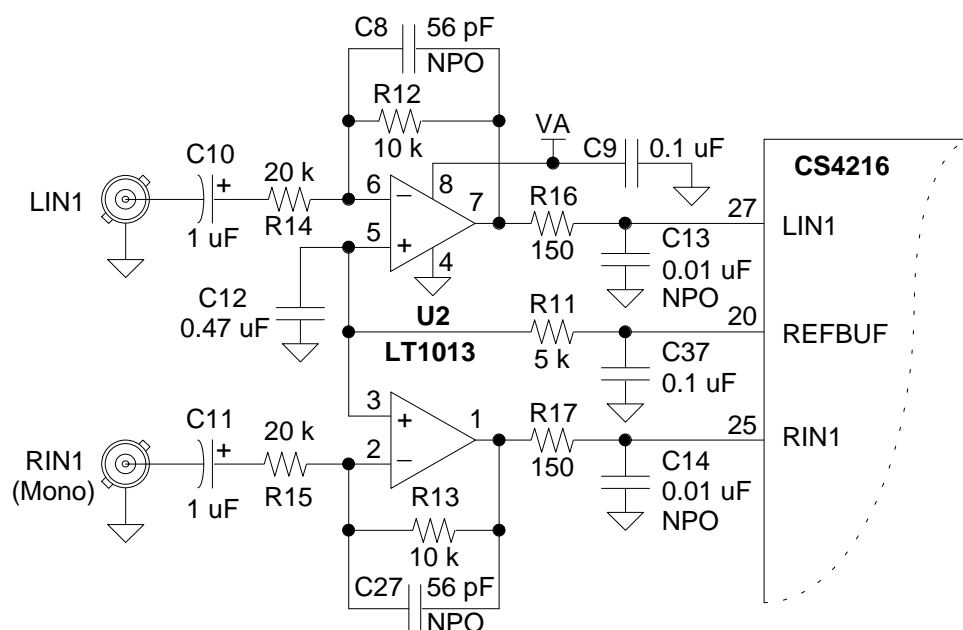 C8
56 pF
NPO
R12
10 k
VA
C9
0.1 uF
CS4216
C10
+
1 uF
20 k
R14
LIN1
6
−
5
+
8
7
4
R16
150
27
LIN1
C13
0.01 uF
NPO
C12
0.47 uF
U2
LT1013
R11
5 k
20
REFBUF
C37
0.1 uF
3
+
2
−
1
R17
150
25
RIN1
C11
+
1 uF
20 k
R15
RIN1
(Mono)
C14
0.01 uF
NPO
R13
10 k
C27
56 pF
NPO